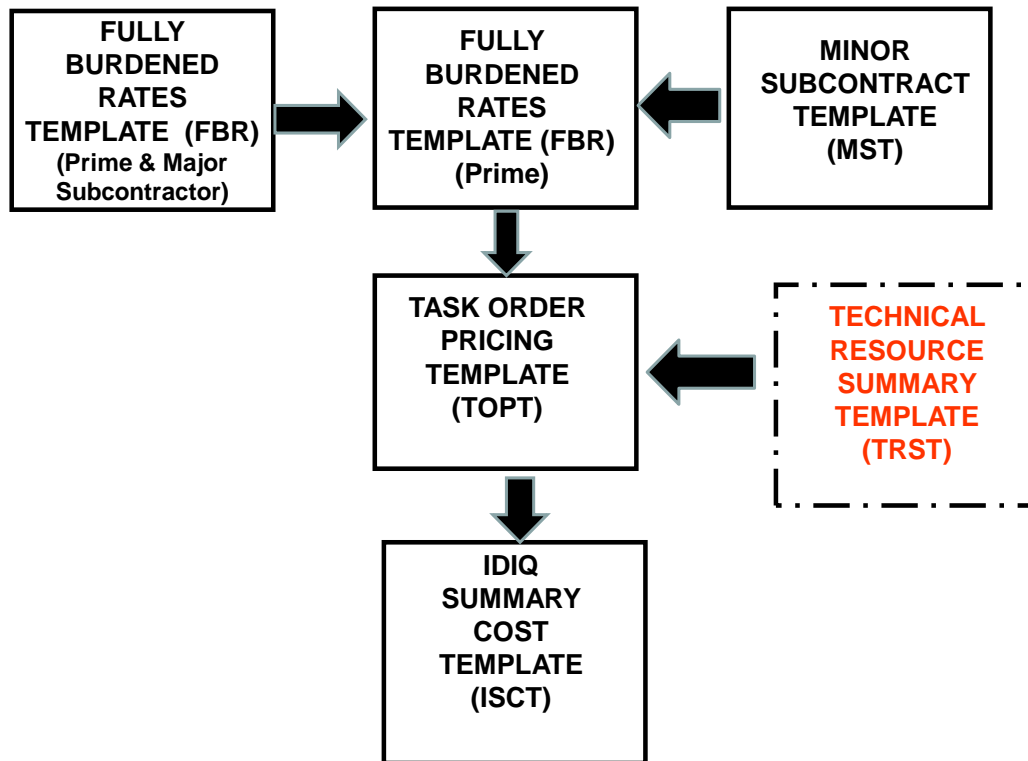 FULLY
BURDENED
RATES
TEMPLATE (FBR)
(Prime & Major
Subcontractor)
FULLY
BURDENED
RATES
TEMPLATE (FBR)
(Prime)
MINOR
SUBCONTRACT
TEMPLATE
(MST)
TASK ORDER
PRICING
TEMPLATE
(TOPT)
TECHNICAL
RESOURCE
SUMMARY
TEMPLATE
(TRST)
IDIQ
SUMMARY
COST
TEMPLATE
(ISCT)